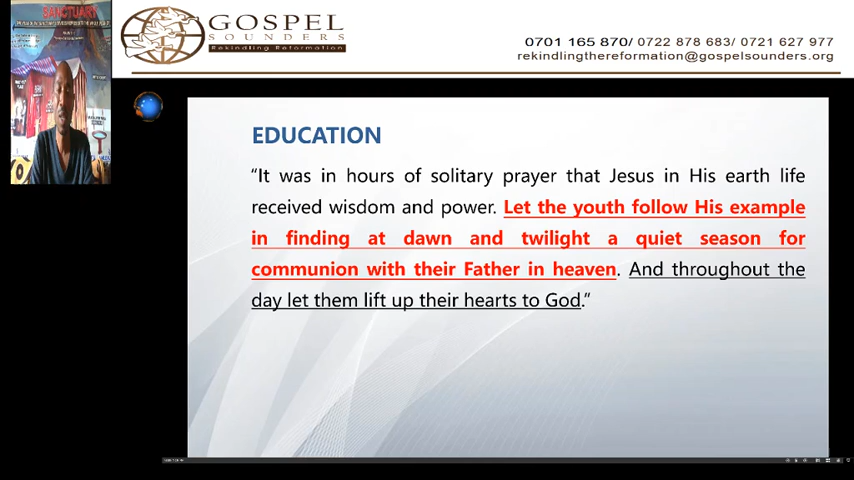 SANCTUARY
GOSPEL
SOUNDERS
Rekindling Reformation
0701 165 870/ 0722 878 683/ 0721 627 977
rekindlingthereformation@gospelsounders.org
EDUCATION
“It was in hours of solitary prayer that Jesus in His earth life
received wisdom and power. Let the youth follow His example
in finding at dawn and twilight a quiet season for
communion with their Father in heaven. And throughout the
day let them lift up their hearts to God.”